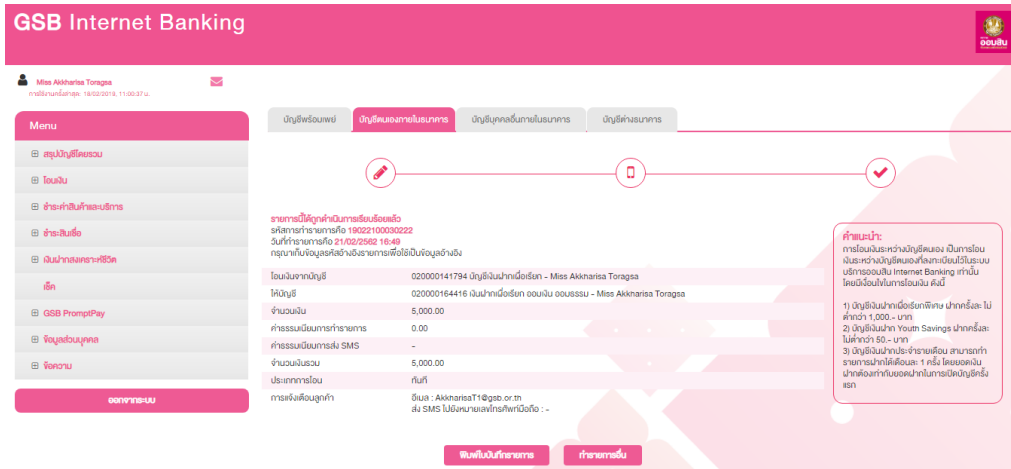 GSB Internet Banking
ออมสิน
Miss Akkharisa Toragsa
การใช้งานครั้งล่าสุด: 18/02/2019, 11:00:37 น.
Menu
สรุปบัญชีโดยรวม
โอนเงิน
ชำระค่าสินค้าและบริการ
ชำระสินเชื่อ
เงินฝากสงเคราะห์ชีวิต
เช็ค
GSB PromptPay
ข้อมูลส่วนบุคคล
ข้อความ
ออกจากระบบ
บัญชีพร้อมเพย์ บัญชีตนเองภายในธนาคาร บัญชีบุคคลอื่นภายในธนาคาร บัญชีต่างธนาคาร
รายการนี้ได้ถูกดำเนินการเรียบร้อยแล้ว
รหัสการทำรายการคือ 19022100030222
วันที่ทำรายการคือ 21/02/2562 16:49
กรุณาเก็บข้อมูลรหัสอ้างอิงรายการเพื่อใช้เป็นข้อมูลอ้างอิง
โอนเงินจากบัญชี 020000141794 บัญชีเงินฝากเผื่อเรียก - Miss Akkharisa Toragsa
ให้บัญชี 020000164416 เงินฝากเผื่อเรียก ออมเงิน ออมธรรม - Miss Akkharisa Toragsa
จำนวนเงิน 5,000.00
ค่าธรรมเนียมการทำรายการ 0.00
ค่าธรรมเนียมการส่ง SMS -
จำนวนเงินรวม 5,000.00
ประเภทการโอน ทันที
การแจ้งเตือนลูกค้า อีเมล : AkkharisaT1@gsb.or.th
ส่ง SMS ไปยังหมายเลขโทรศัพท์มือถือ : -
พิมพ์ใบบันทึกรายการ ทำรายการอื่น
คำแนะนำ:
การโอนเงินระหว่างบัญชีตนเอง เป็นการโอน
เงินระหว่างบัญชีตนเองที่ลงทะเบียนไว้ในระบบ
บริการออมสิน Internet Banking เท่านั้น
โดยมีเงื่อนไขในการโอนเงิน ดังนี้
1) บัญชีเงินฝากเผื่อเรียกพิเศษ ฝากครั้งละ ไม่
ต่ำกว่า 1,000.- บาท
2) บัญชีเงินฝาก Youth Savings ฝากครั้งละ
ไม่ต่ำกว่า 50.- บาท
3) บัญชีเงินฝากประจำรายเดือน สามารถทำ
รายการฝากได้เดือนละ 1 ครั้ง โดยยอดเงิน
ฝากต้องเท่ากับยอดฝากในการเปิดบัญชีครั้ง
แรก